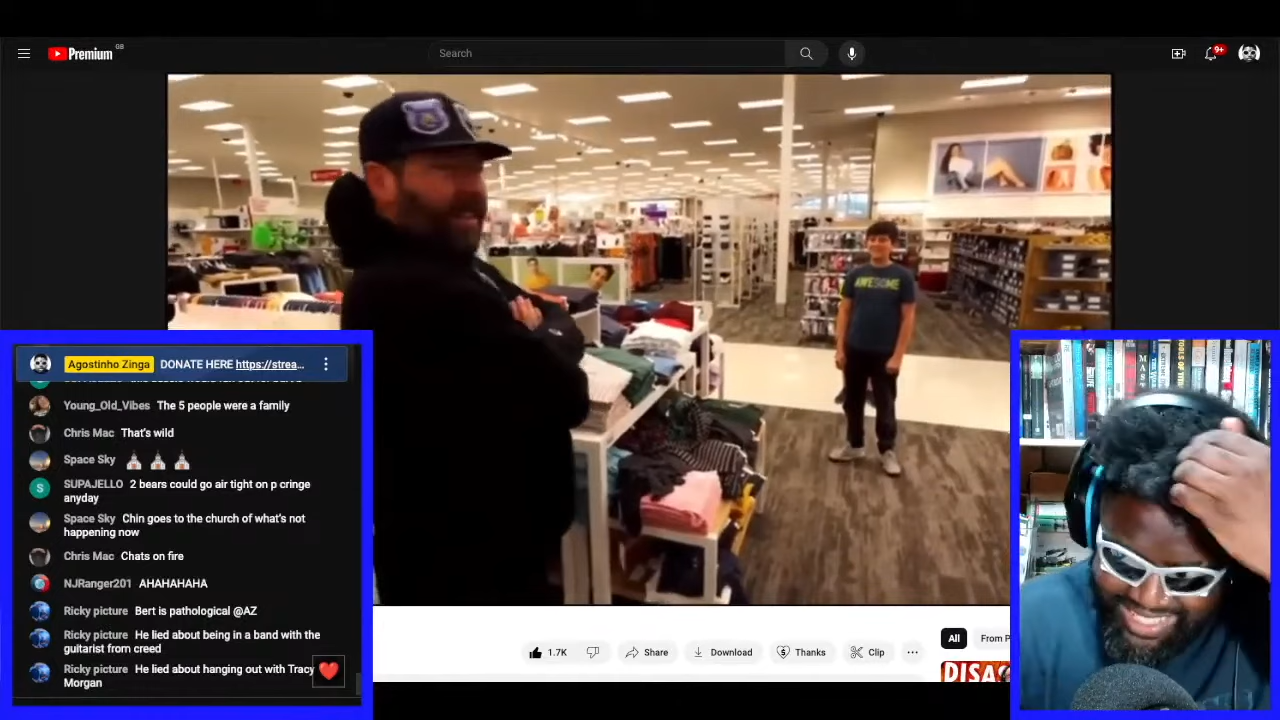 Premium GB
Search
9+
AWESOME
Agostinho Zinga DONATE HERE https://strea...
Young_Old_Vibes The 5 people were a family
Chris Mac That's wild
Space Sky
S SUPAJELLO 2 bears could go air tight on p cringe
anyday
Space Sky Chin goes to the church of what's not
happening now
Chris Mac Chats on fire
NJRanger201 AHAHAHAHA
Ricky picture Bert is pathological @AZ
Ricky picture He lied about being in a band with the
guitarist from creed
Ricky picture He lied about hanging out with Tracy
Morgan
1.7K Share Download Thanks Clip
All From P
DISA